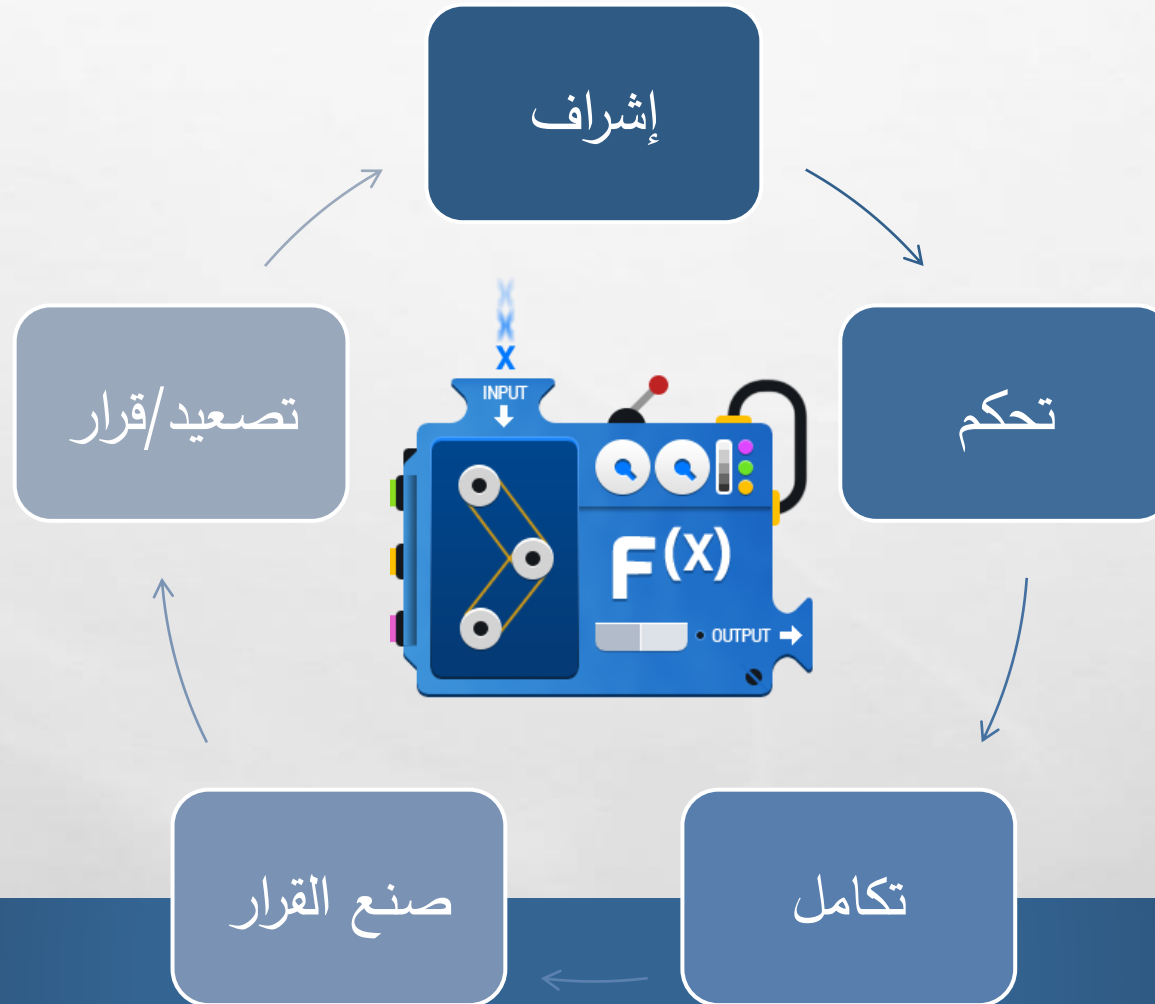 إشراف
تحكم
تكامل
صنع القرار
تصعيد/قرار
X
X
X
INPUT
F(X)
OUTPUT